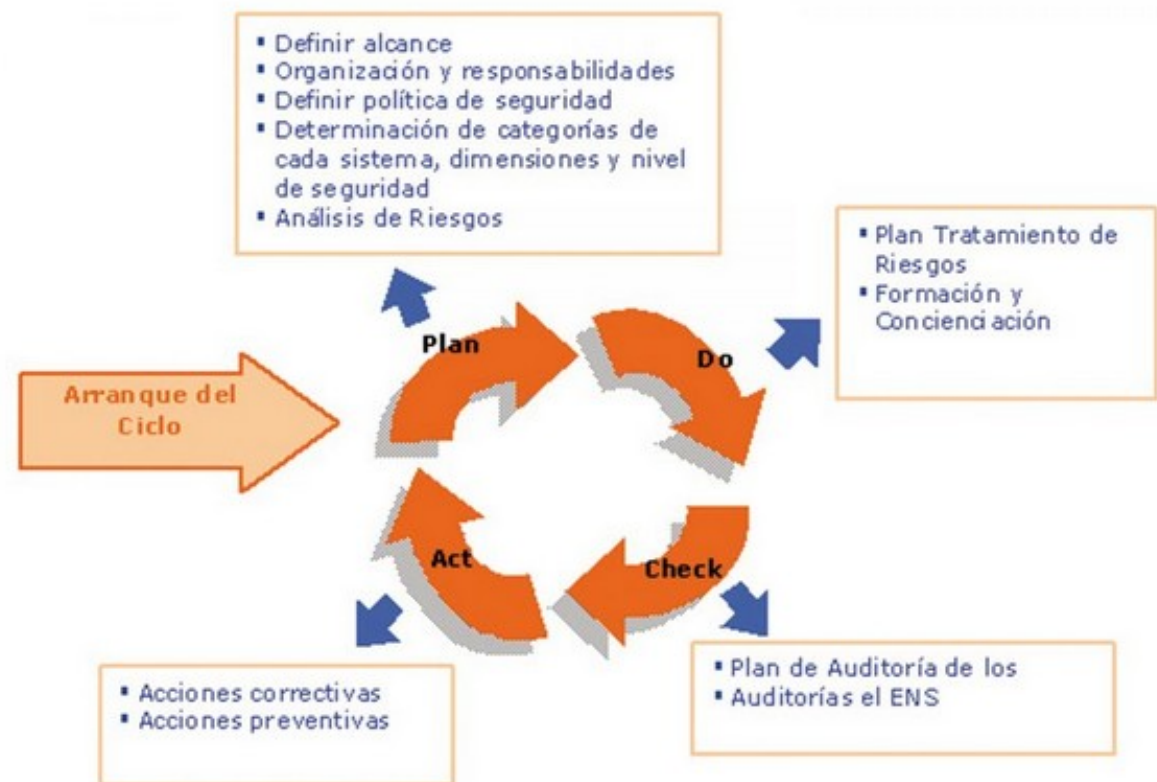 ▪ Definir alcance
▪ Organización y responsabilidades
▪ Definir política de seguridad
▪ Determinación de categorías de
cada sistema, dimensiones y nivel
de seguridad
▪ Análisis de Riesgos
▪ Plan Tratamiento de
Riesgos
▪ Formación y
Concienciación
Plan
Do
Arranque del
Ciclo
Act
Check
▪ Acciones correctivas
▪ Acciones preventivas
▪ Plan de Auditoría de los
▪ Auditorías el ENS